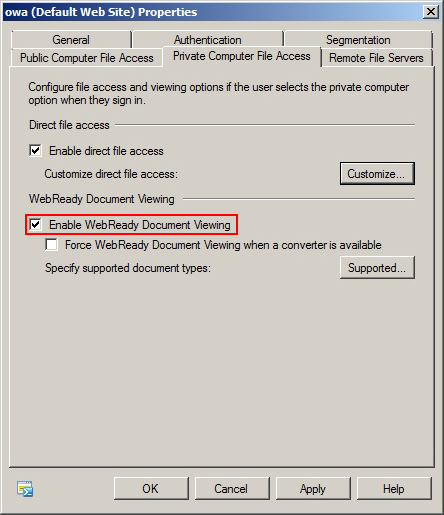 owa (Default Web Site) Properties
General Authentication Segmentation
Public Computer File Access Private Computer File Access Remote File Servers
Configure file access and viewing options if the user selects the private computer
option when they sign in.
Direct file access
Enable direct file access
Customize direct file access: Customize...
WebReady Document Viewing
Enable WebReady Document Viewing
Force WebReady Document Viewing when a converter is available
Specify supported document types: Supported...
OK Cancel Apply Help